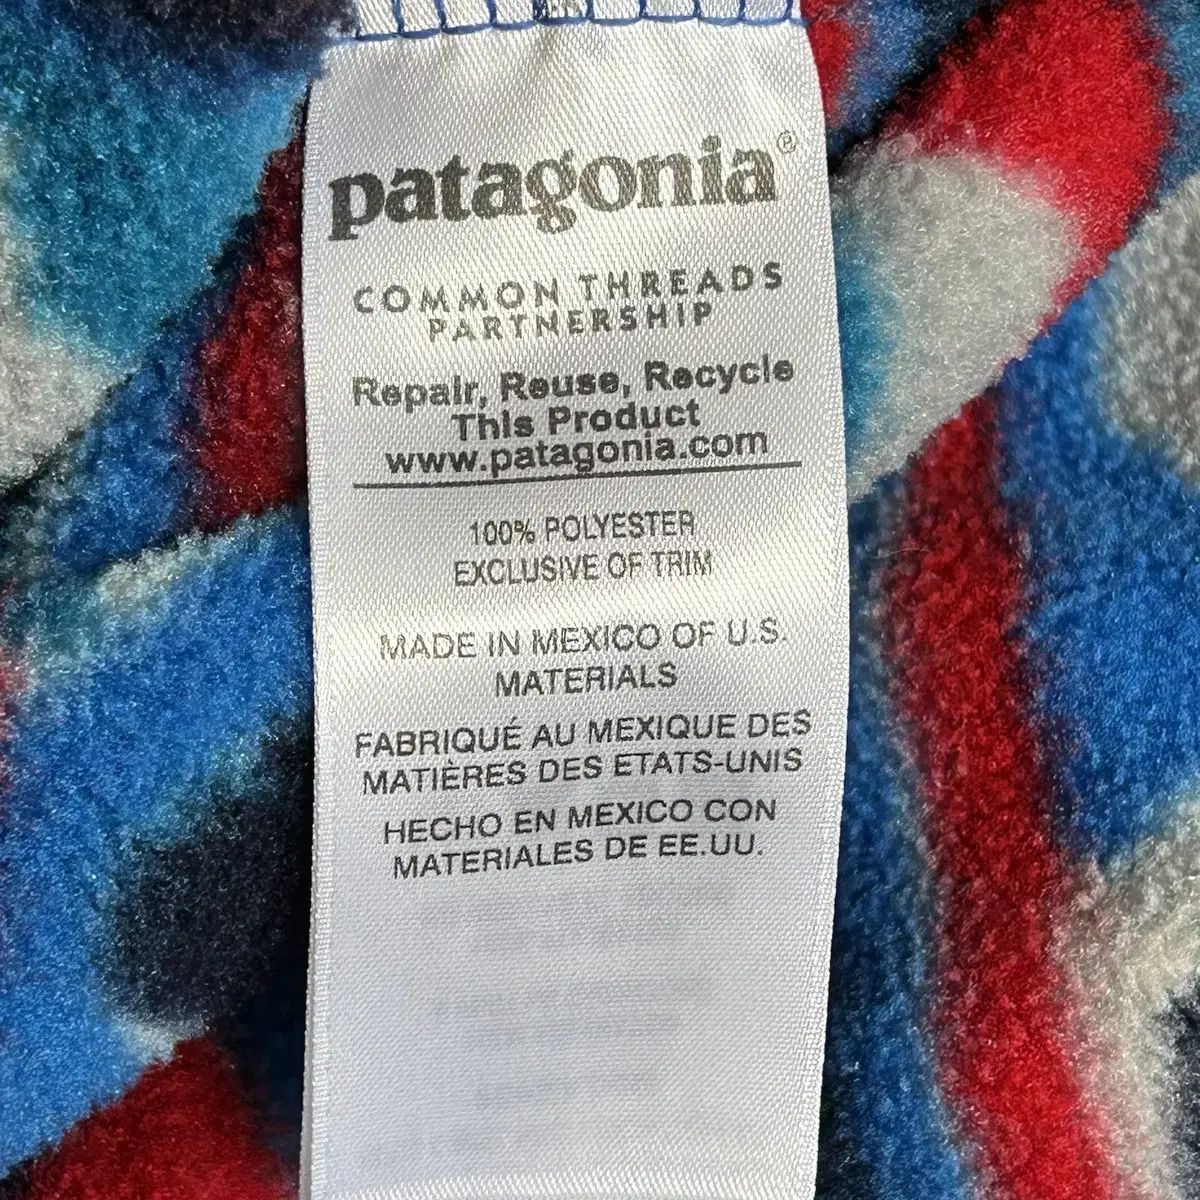 patagonia®
COMMON THREADS
PARTNERSHIP
Repair, Reuse, Recycle
This Product
www.patagonia.com
100% POLYESTER
EXCLUSIVE OF TRIM
MADE IN MEXICO OF U.S.
MATERIALS
FABRIQUÉ AU MEXIQUE DES
MATIÈRES DES ETATS-UNIS
HECHO EN MEXICO CON
MATERIALES DE EE.UU.